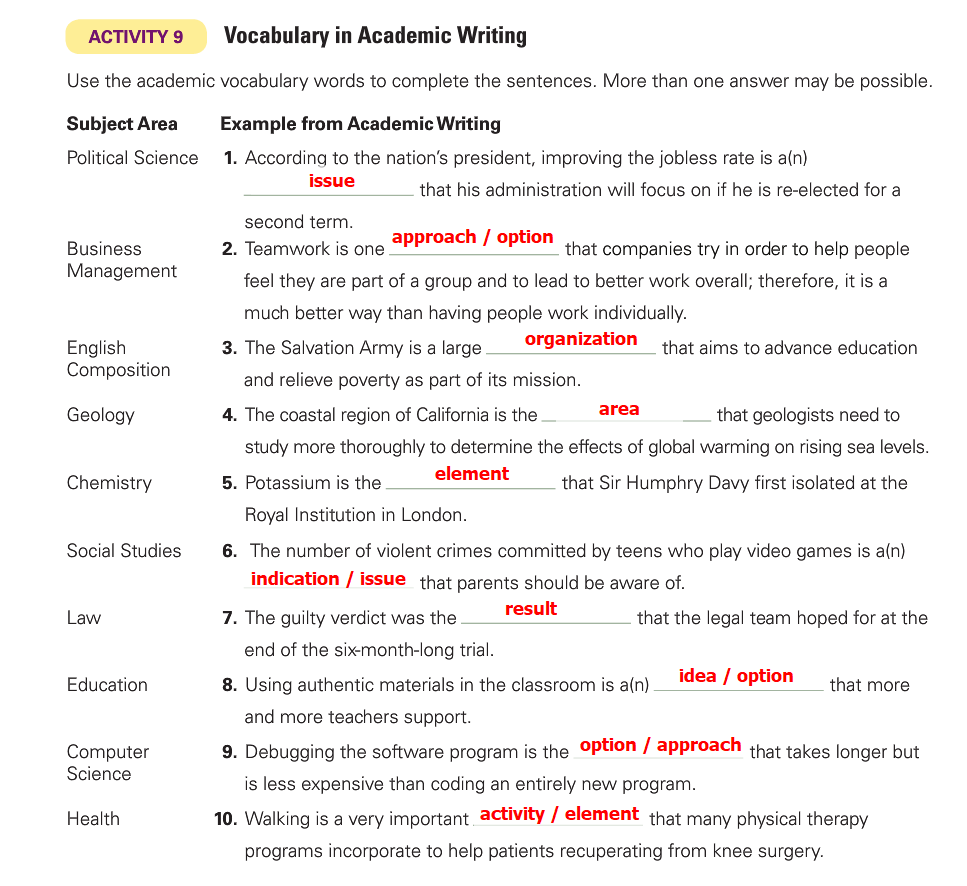 ACTIVITY 9 Vocabulary in Academic Writing
Use the academic vocabulary words to complete the sentences. More than one answer may be possible.
Subject Area Example from Academic Writing
Political Science 1. According to the nation's president, improving the jobless rate is a(n)
issue that his administration will focus on if he is re-elected for a
second term.
Business Management 2. Teamwork is one approach / option that companies try in order to help people
feel they are part of a group and to lead to better work overall; therefore, it is a
much better way than having people work individually.
English Composition 3. The Salvation Army is a large organization that aims to advance education
and relieve poverty as part of its mission.
Geology 4. The coastal region of California is the area that geologists need to
study more thoroughly to determine the effects of global warming on rising sea levels.
Chemistry 5. Potassium is the element that Sir Humphry Davy first isolated at the
Royal Institution in London.
Social Studies 6. The number of violent crimes committed by teens who play video games is a(n)
indication / issue that parents should be aware of.
Law 7. The guilty verdict was the result that the legal team hoped for at the
end of the six-month-long trial.
Education 8. Using authentic materials in the classroom is a(n) idea / option that more
and more teachers support.
Computer Science 9. Debugging the software program is the option / approach that takes longer but
is less expensive than coding an entirely new program.
Health 10. Walking is a very important activity / element that many physical therapy
programs incorporate to help patients recuperating from knee surgery.